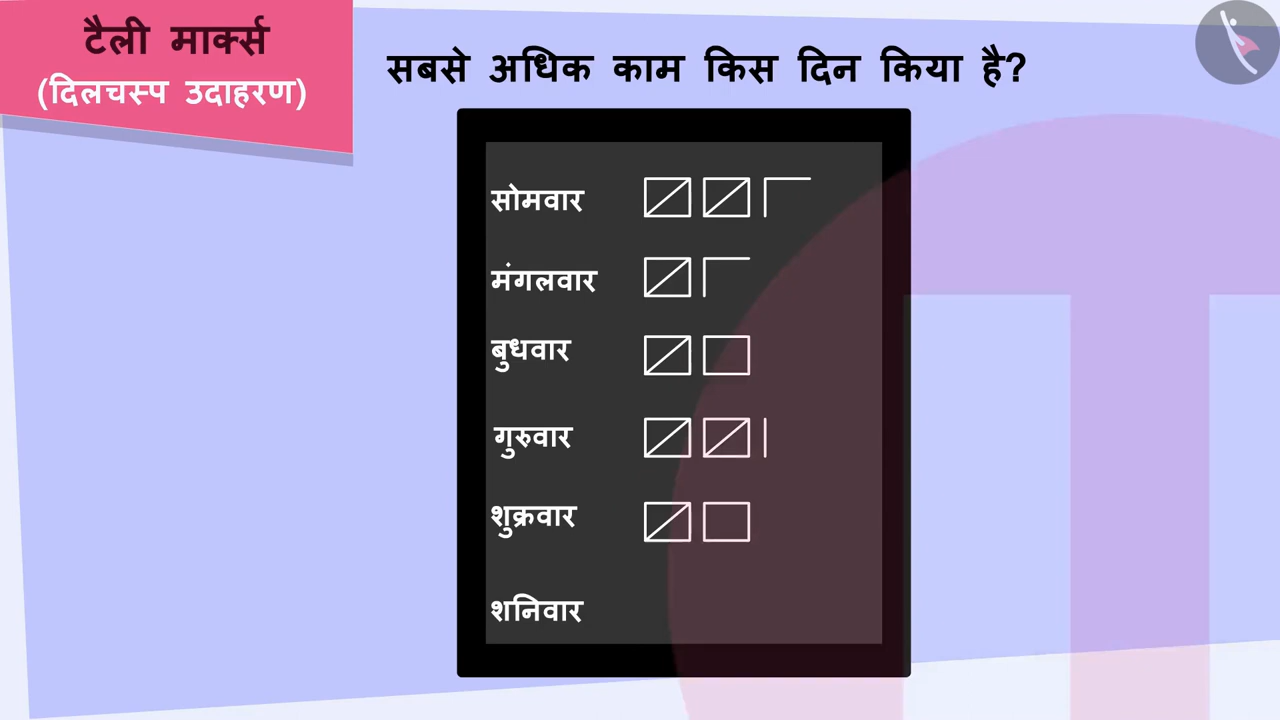 टैली मार्क्स
(दिलचस्प उदाहरण)
सबसे अधिक काम किस दिन किया है?
सोमवार
मंगलवार
बुधवार
गुरुवार
शुक्रवार
शनिवार